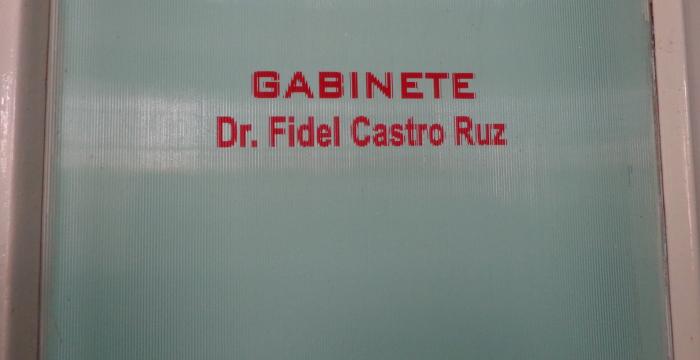 GABINETE
Dr. Fidel Castro Ruz